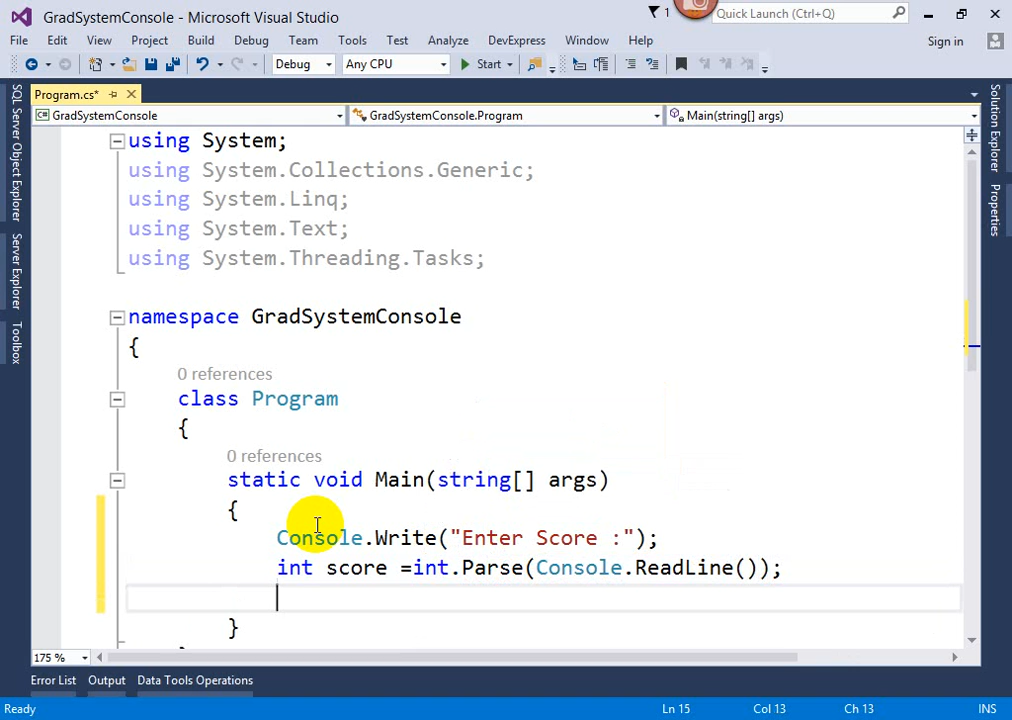 GradSystemConsole - Microsoft Visual Studio
1
Quick Launch (Ctrl+Q)
File Edit View Project Build Debug Team Tools Test Analyze DevExpress Window Help
Sign in
Debug Any CPU Start
Program.cs*
GradSystemConsole GradSystemConsole.Program Main(string[] args)
SQL Server Object Explorer
Server Explorer
Toolbox
Solution Explorer
Properties
using System;
using System.Collections.Generic;
using System.Linq;
using System.Text;
using System.Threading.Tasks;
namespace GradSystemConsole
{
0 references
class Program
{
0 references
static void Main(string[] args)
{
Console.Write("Enter Score :");
int score =int.Parse(Console.ReadLine());
}
175 %
Error List Output Data Tools Operations
Ready Ln 15 Col 13 Ch 13 INS